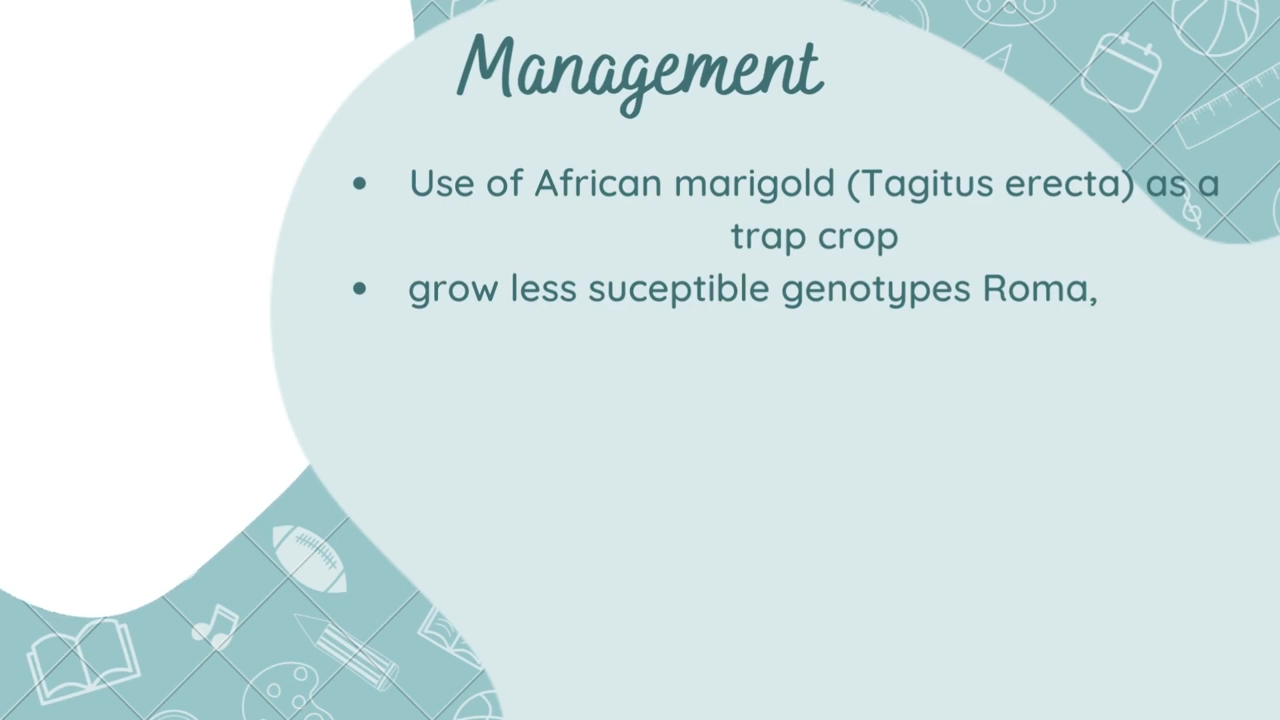 Management
• Use of African marigold (Tagitus erecta) as a
trap crop
• grow less suceptible genotypes Roma,